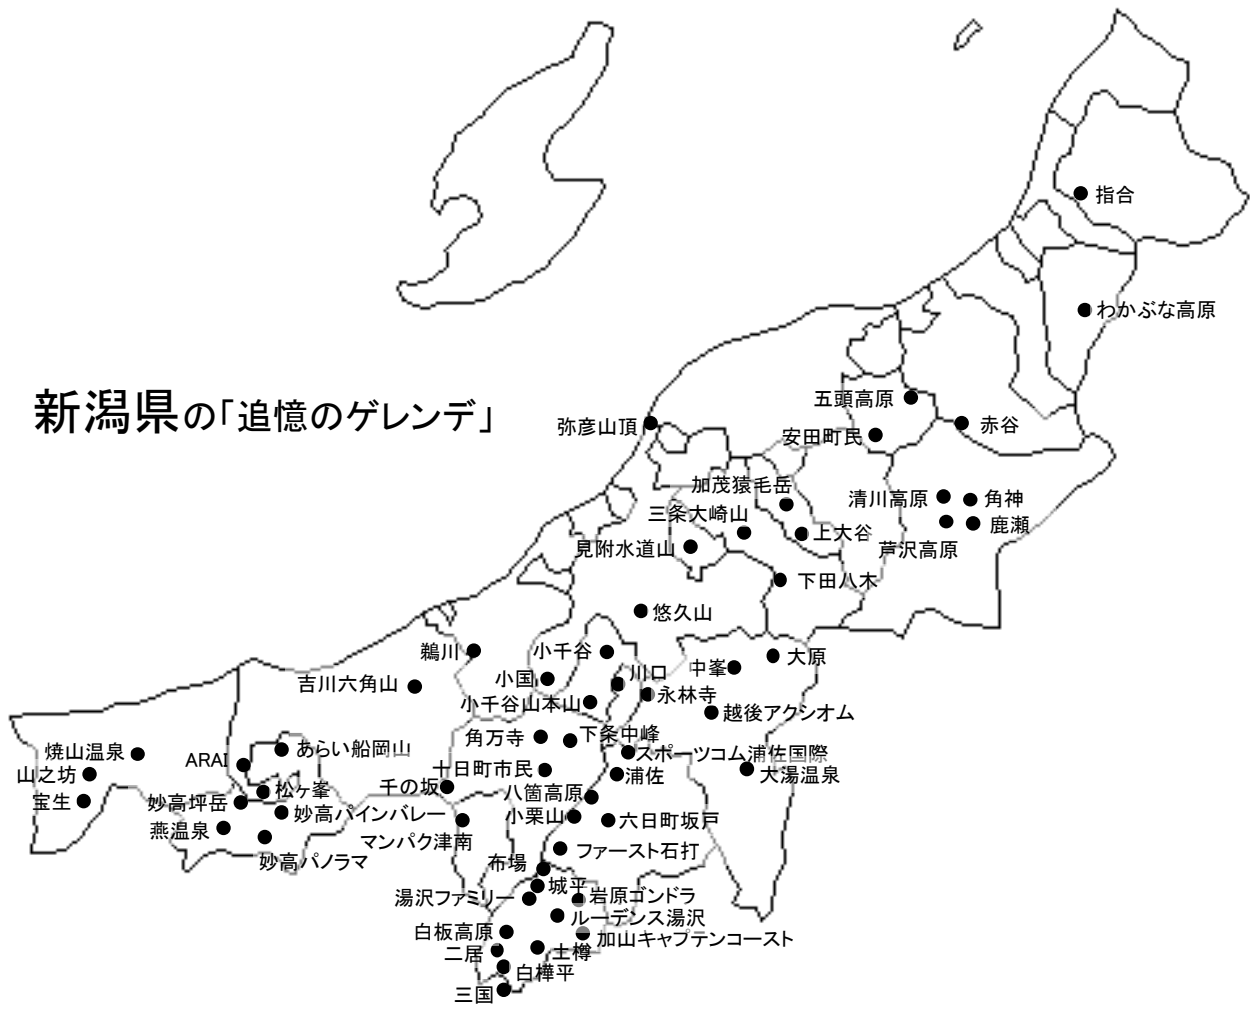 指合
わかぶな高原
新潟県の「追憶のゲレンデ」
五頭高原
弥彦山頂
赤谷
安田町民
加茂猿毛岳
清川高原
角神
三条大崎山
鹿瀬
上大谷
見附水道山
芦沢高原
下田八木
悠久山
鵜川
小千谷
大原
中峯
川口
小国
吉川六角山
永林寺
小千谷山本山
越後アクシオム
角万寺
下条中峰
あらい船岡山
焼山温泉
スポーツコム浦佐国際
ARAI
山之坊
十日町市民
浦佐
大湯温泉
千の坂
松ヶ峯
八箇高原
宝生
妙高坪岳
妙高パインバレー
小栗山
六日町坂戸
燕温泉
マンパク津南
ファースト石打
妙高パノラマ
布場
城平
湯沢ファミリー
岩原ゴンドラ
ルーデンス湯沢
白板高原
加山キャプテンコースト
二居
土樽
白樺平
三国